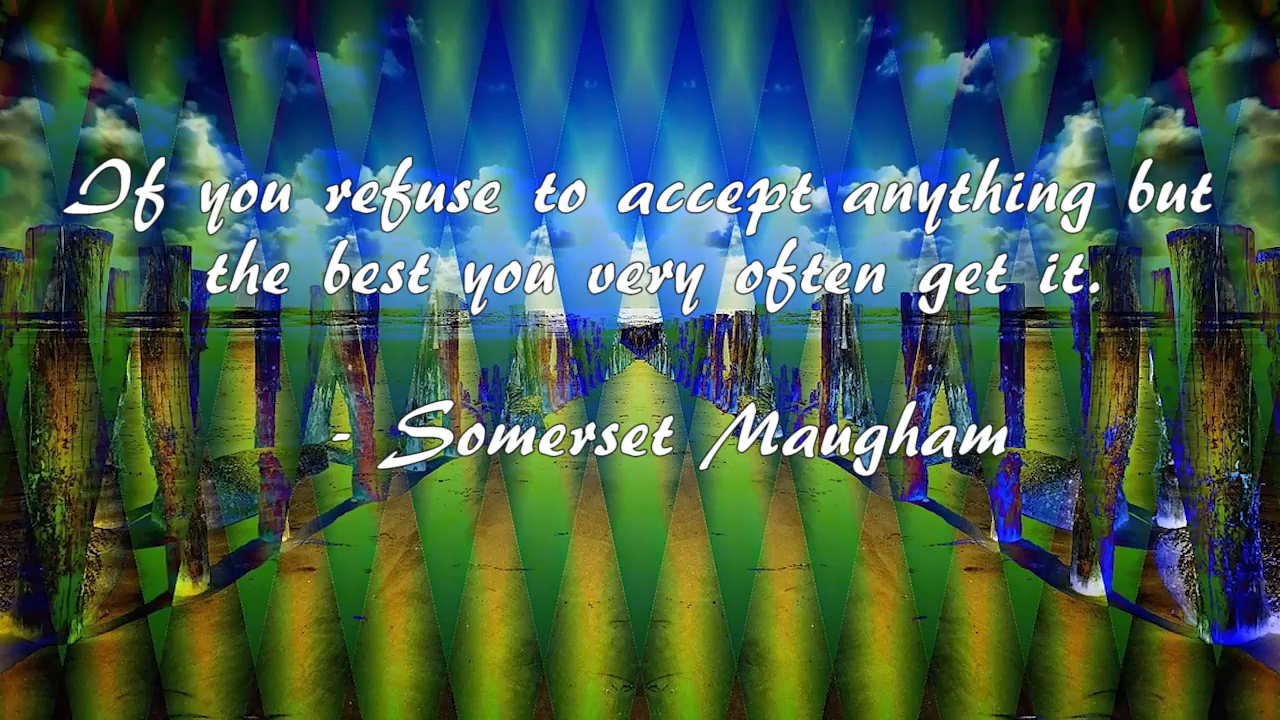 If you refuse to accept anything but
the best you very often get it.
- Somerset Maugham